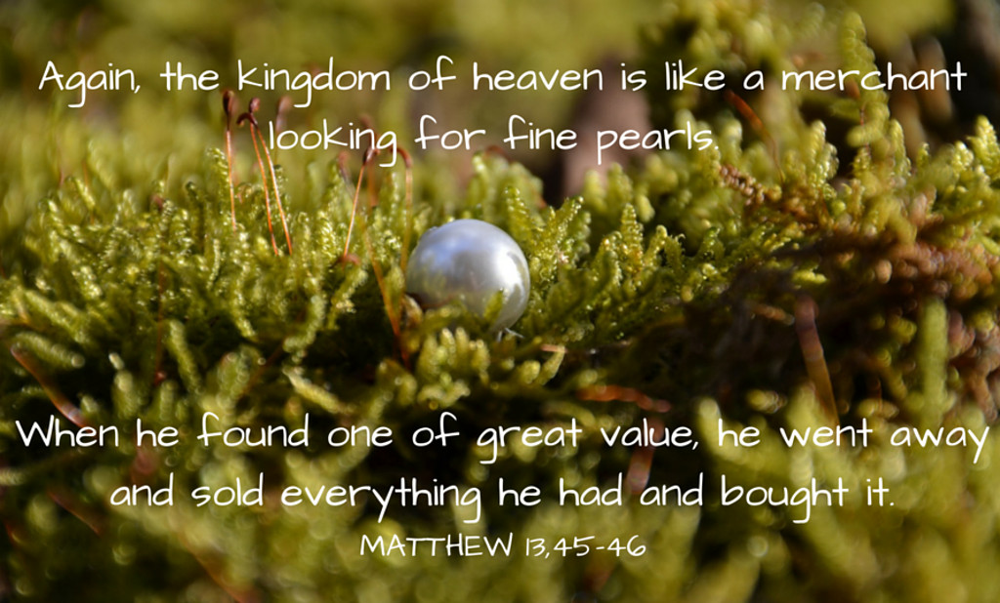 Again, the kingdom of heaven is like a merchant
looking for fine pearls.
When he found one of great value, he went away
and sold everything he had and bought it.
MATTHEW 13,45-46